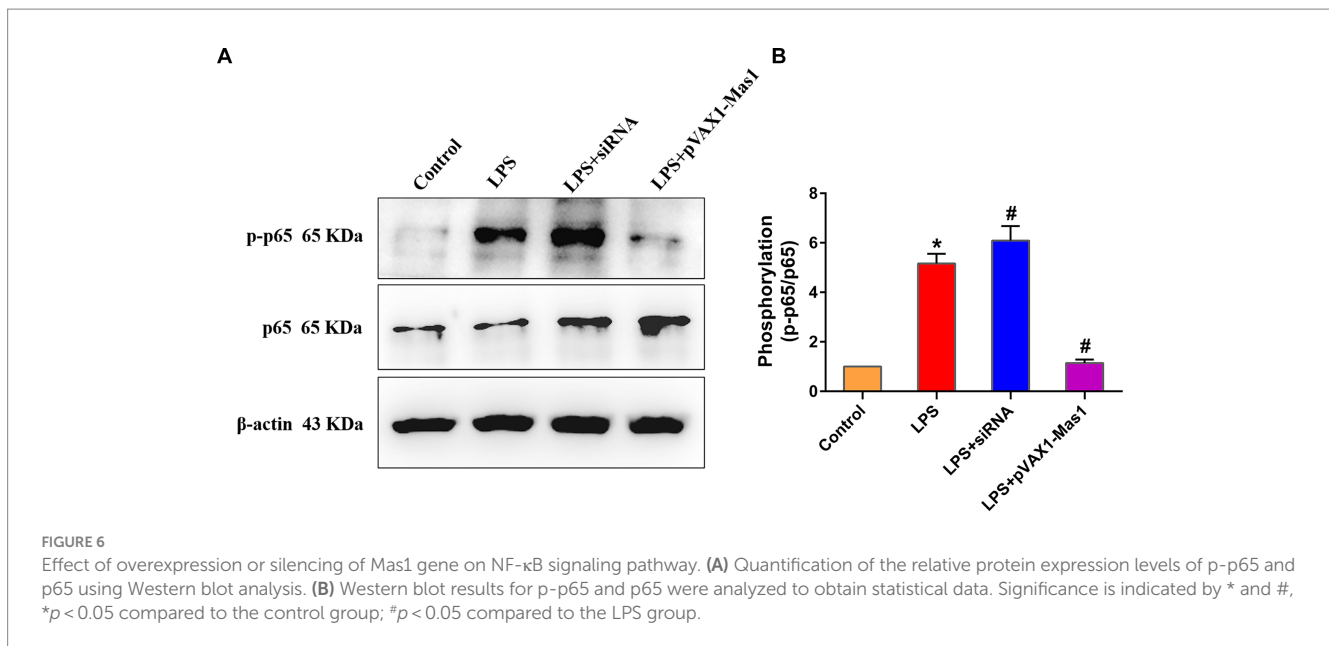 A
B
Control
LPS
LPS+siRNA
LPS+pVAX1-Mas1
p-p65 65 KDa
p65 65 KDa
β-actin 43 KDa
Phosphorylation
(p-p65/p65)
8
6
4
2
0
*
#
#
Control
LPS
LPS+siRNA
LPS+pVAX1-Mas1
FIGURE 6
Effect of overexpression or silencing of Mas1 gene on NF-κB signaling pathway. (A) Quantification of the relative protein expression levels of p-p65 and
p65 using Western blot analysis. (B) Western blot results for p-p65 and p65 were analyzed to obtain statistical data. Significance is indicated by * and #,
*p < 0.05 compared to the control group; #p < 0.05 compared to the LPS group.